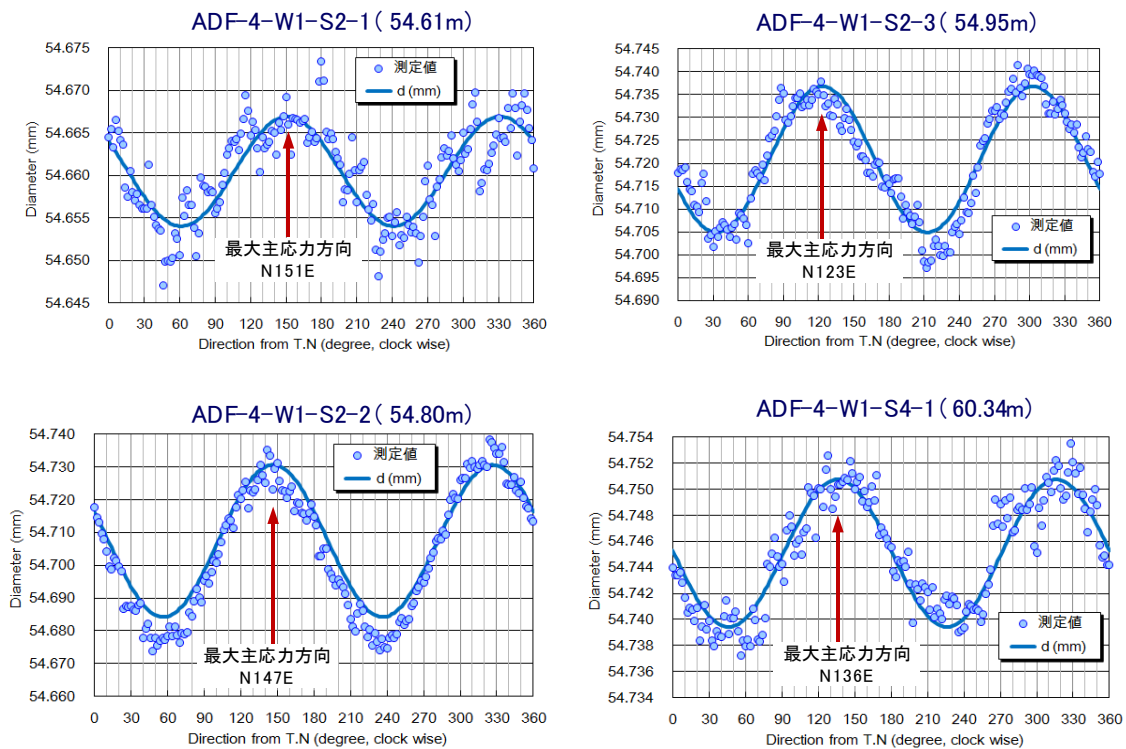 ADF-4-W1-S2-1( 54.61m)
54.675
54.670
54.665
54.660
54.655
54.650
54.645
Diameter (mm)
測定値
d (mm)
最大主応力方向
N151E
0 30 60 90 120 150 180 210 240 270 300 330 360
Direction from T.N (degree, clock wise)
ADF-4-W1-S2-3( 54.95m)
54.745
54.740
54.735
54.730
54.725
54.720
54.715
54.710
54.705
54.700
54.695
54.690
Diameter (mm)
測定値
d (mm)
最大主応力方向
N123E
0 30 60 90 120 150 180 210 240 270 300 330 360
Direction from T.N (degree, clock wise)
ADF-4-W1-S2-2( 54.80m)
54.740
54.730
54.720
54.710
54.700
54.690
54.680
54.670
54.660
Diameter (mm)
測定値
d (mm)
最大主応力方向
N147E
0 30 60 90 120 150 180 210 240 270 300 330 360
Direction from T.N (degree, clock wise)
ADF-4-W1-S4-1(60.34m)
54.754
54.752
54.750
54.748
54.746
54.744
54.742
54.740
54.738
54.736
54.734
Diameter (mm)
測定値
d (mm)
最大主応力方向
N136E
0 30 60 90 120 150 180 210 240 270 300 330 360
Direction from T.N (degree, clock wise)